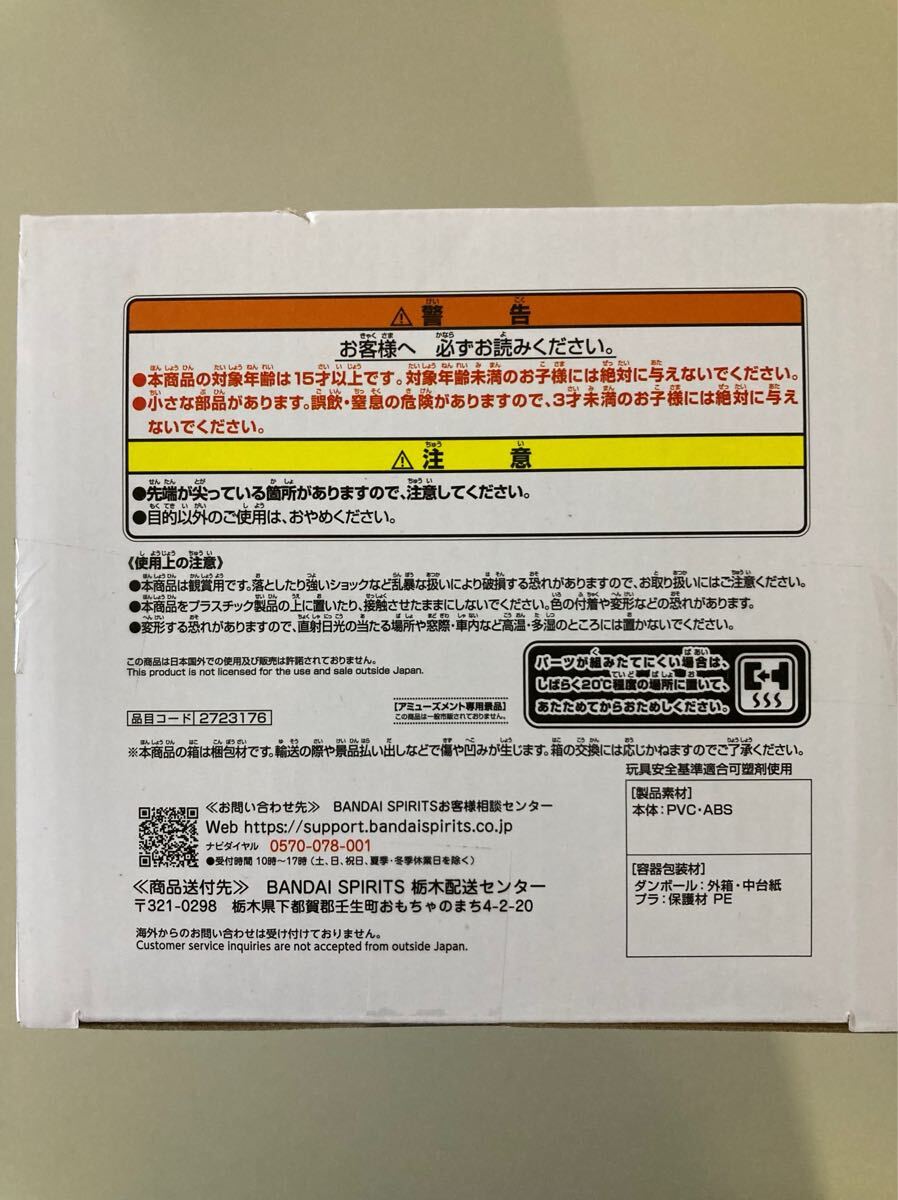 ⚠警告
お客様へ 必ずお読みください。
●本商品の対象年齢は15才以上です。対象年齢未満のお子様には絶対に与えないでください。
●小さな部品があります。誤飲・窒息の危険がありますので、3才未満のお子様には絶対に与え
ないでください。
⚠注意
●先端が尖っている箇所がありますので、注意してください。
●目的以外のご使用は、おやめください。
《使用上の注意》
●本商品は観賞用です。落としたり強いショックなど乱暴な扱いにより破損する恐れがありますので、お取り扱いにはご注意ください。
●本商品をプラスチック製品の上に置いたり、接触させたままにしないでください。色の付着や変形などの恐れがあります。
●変形する恐れがありますので、直射日光の当たる場所や窓際・車内など高温・多湿のところには置かないでください。
この商品は日本国外での使用及び販売は許諾されておりません。
This product is not licensed for the use and sale outside Japan.
パーツが組みたてにくい場合は、
しばらく20℃程度の場所に置いて、
あたためてからおためしください。
品目コード 2723176
【アミューズメント専用景品】
この商品は一般市販されておりません。
※本商品の箱は梱包材です。輸送の際や景品払い出しなどで傷や凹みが生じます。箱の交換には応じかねますのでご了承ください。
玩具安全基準適合可塑剤使用
≪お問い合わせ先≫ BANDAI SPIRITSお客様相談センター
Web https://support.bandaispirits.co.jp
ナビダイヤル 0570-078-001
●受付時間 10時～17時(土、日、祝日、夏季・冬季休業日を除く)
≪商品送付先≫ BANDAI SPIRITS 栃木配送センター
〒321-0298 栃木県下都賀郡壬生町おもちゃのまち4-2-20
海外からのお問い合わせは受け付けておりません。
Customer service inquiries are not accepted from outside Japan.
[製品素材]
本体:PVC・ABS
[容器包装材]
ダンボール:外箱・中台紙
プラ:保護材 PE